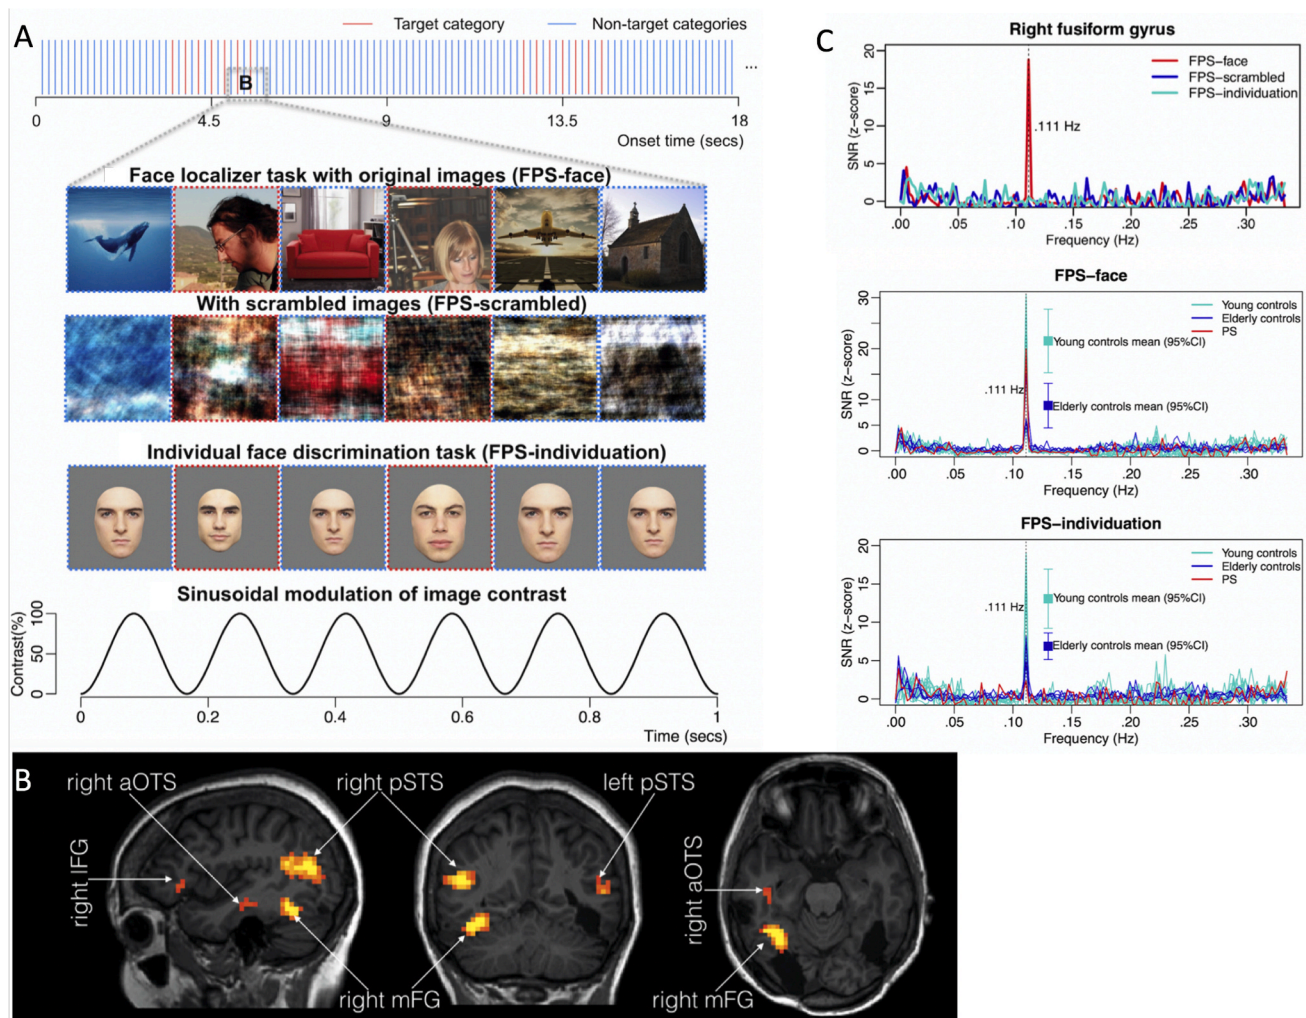 A
Target category
Non-target categories
B
...
0
4.5
9
13.5
18
Onset time (secs)
Face localizer task with original images (FPS-face)
With scrambled images (FPS-scrambled)
Individual face discrimination task (FPS-individuation)
Sinusoidal modulation of image contrast
Contrast(%)
100
50
0
0
0.2
0.4
0.6
0.8
1
Time (secs)
C
Right fusiform gyrus
SNR (z-score)
20
15
10
5
0
FPS-face
FPS-scrambled
FPS-individuation
.111 Hz
.00
.05
.10
.15
.20
.25
.30
Frequency (Hz)
FPS-face
SNR (z-score)
30
20
10
5
0
Young controls
Elderly controls
PS
Young controls mean (95%CI)
.111 Hz
Elderly controls mean (95%CI)
.00
.05
.10
.15
.20
.25
.30
Frequency (Hz)
FPS-individuation
SNR (z-score)
20
15
10
5
0
Young controls
Elderly controls
PS
Young controls mean (95%CI)
.111 Hz
Elderly controls mean (95%CI)
.00
.05
.10
.15
.20
.25
.30
Frequency (Hz)
B
right aOTS
right pSTS
left pSTS
right IFG
right aOTS
right mFG
right mFG